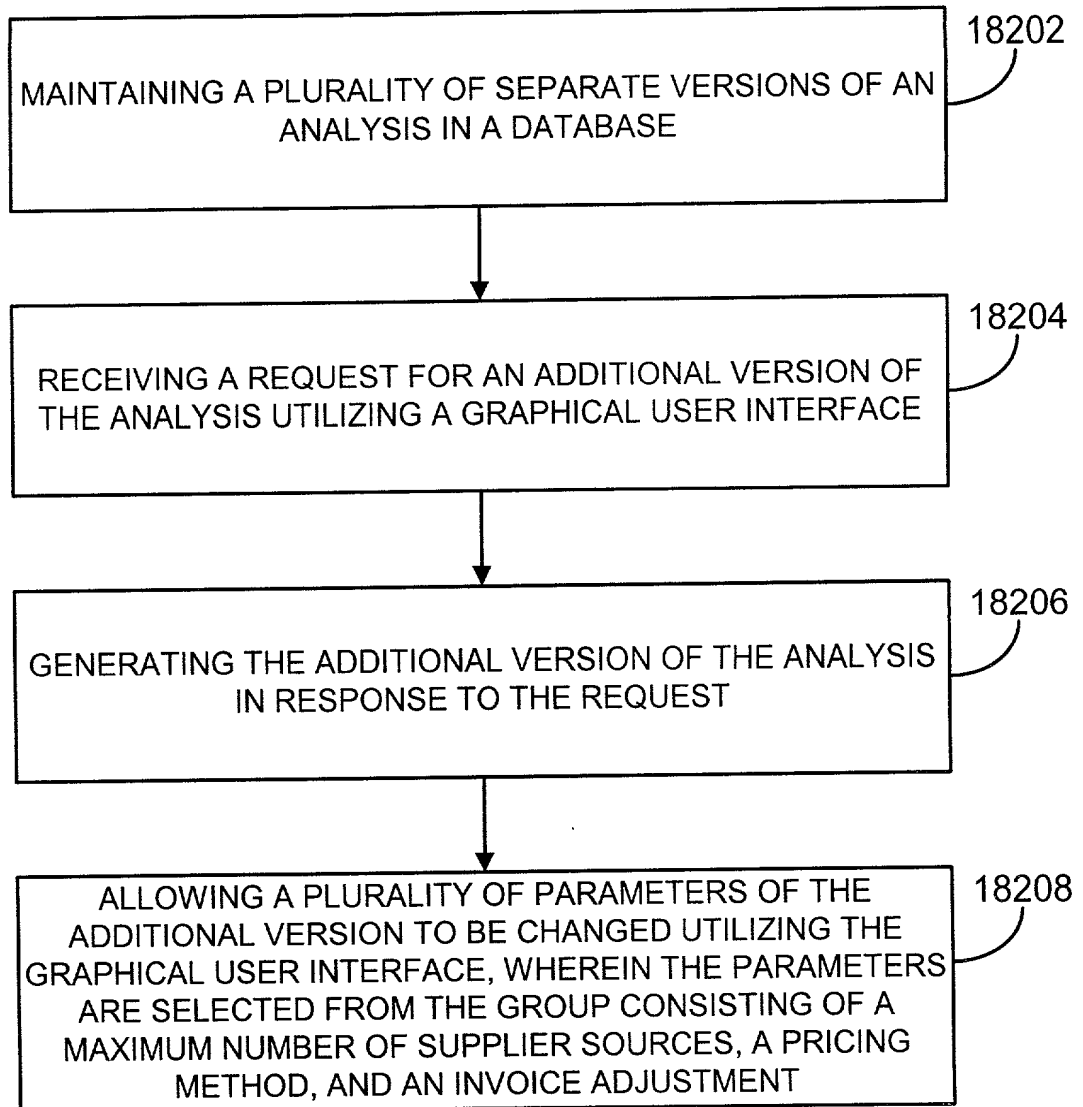 18202
MAINTAINING A PLURALITY OF SEPARATE VERSIONS OF AN
ANALYSIS IN A DATABASE
18204
RECEIVING A REQUEST FOR AN ADDITIONAL VERSION OF
THE ANALYSIS UTILIZING A GRAPHICAL USER INTERFACE
18206
GENERATING THE ADDITIONAL VERSION OF THE ANALYSIS
IN RESPONSE TO THE REQUEST
18208
ALLOWING A PLURALITY OF PARAMETERS OF THE
ADDITIONAL VERSION TO BE CHANGED UTILIZING THE
GRAPHICAL USER INTERFACE, WHEREIN THE PARAMETERS
ARE SELECTED FROM THE GROUP CONSISTING OF A
MAXIMUM NUMBER OF SUPPLIER SOURCES, A PRICING
METHOD, AND AN INVOICE ADJUSTMENT